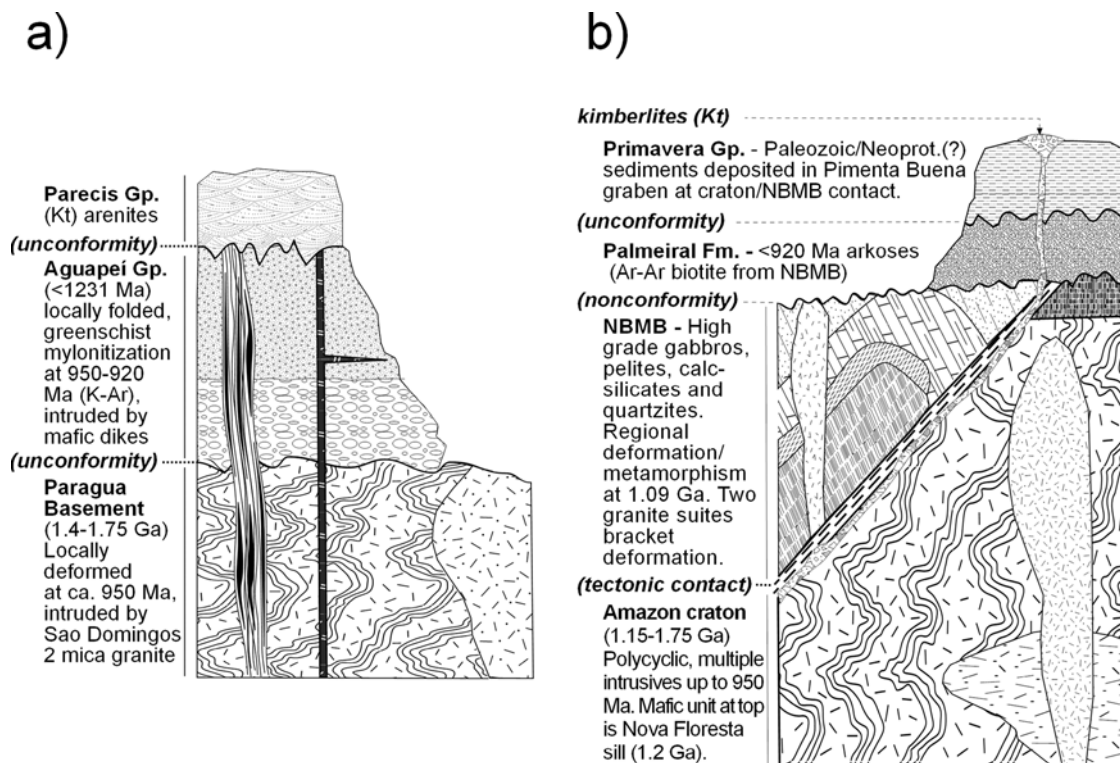 a)
Parecis Gp.
(Kt) arenites
(unconformity)
Aguapeí Gp.
(<1231 Ma)
locally folded,
greenschist
mylonitization
at 950-920
Ma (K-Ar),
intruded by
mafic dikes
(unconformity)
Paragua
Basement
(1.4-1.75 Ga)
Locally
deformed
at ca. 950 Ma,
intruded by
Sao Domingos
2 mica granite
b)
kimberlites (Kt)
Primavera Gp. - Paleozoic/Neoprot.(?)
sediments deposited in Pimenta Buena
graben at craton/NBMB contact.
(unconformity)
Palmeiral Fm. - <920 Ma arkoses
(Ar-Ar biotite from NBMB)
(nonconformity)
NBMB - High
grade gabbros,
pelites, calc-
silicates and
quartzites.
Regional
deformation/
metamorphism
at 1.09 Ga. Two
granite suites
bracket
deformation.
(tectonic contact)
Amazon craton
(1.15-1.75 Ga)
Polycyclic, multiple
intrusives up to 950
Ma. Mafic unit at top
is Nova Floresta
sill (1.2 Ga).